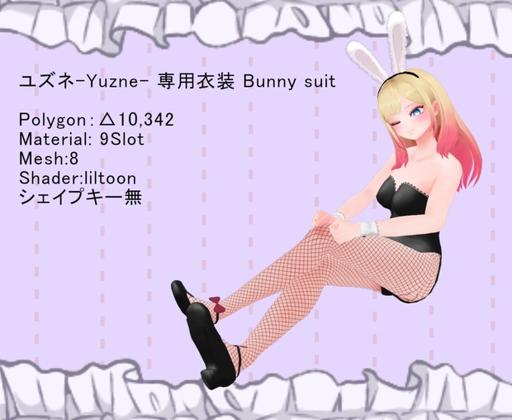 ユズネ-Yuzne- 専用衣装 Bunny suit
Polygon：△10,342
Material: 9Slot
Mesh:8
Shader:liltoon
シェイプキー無